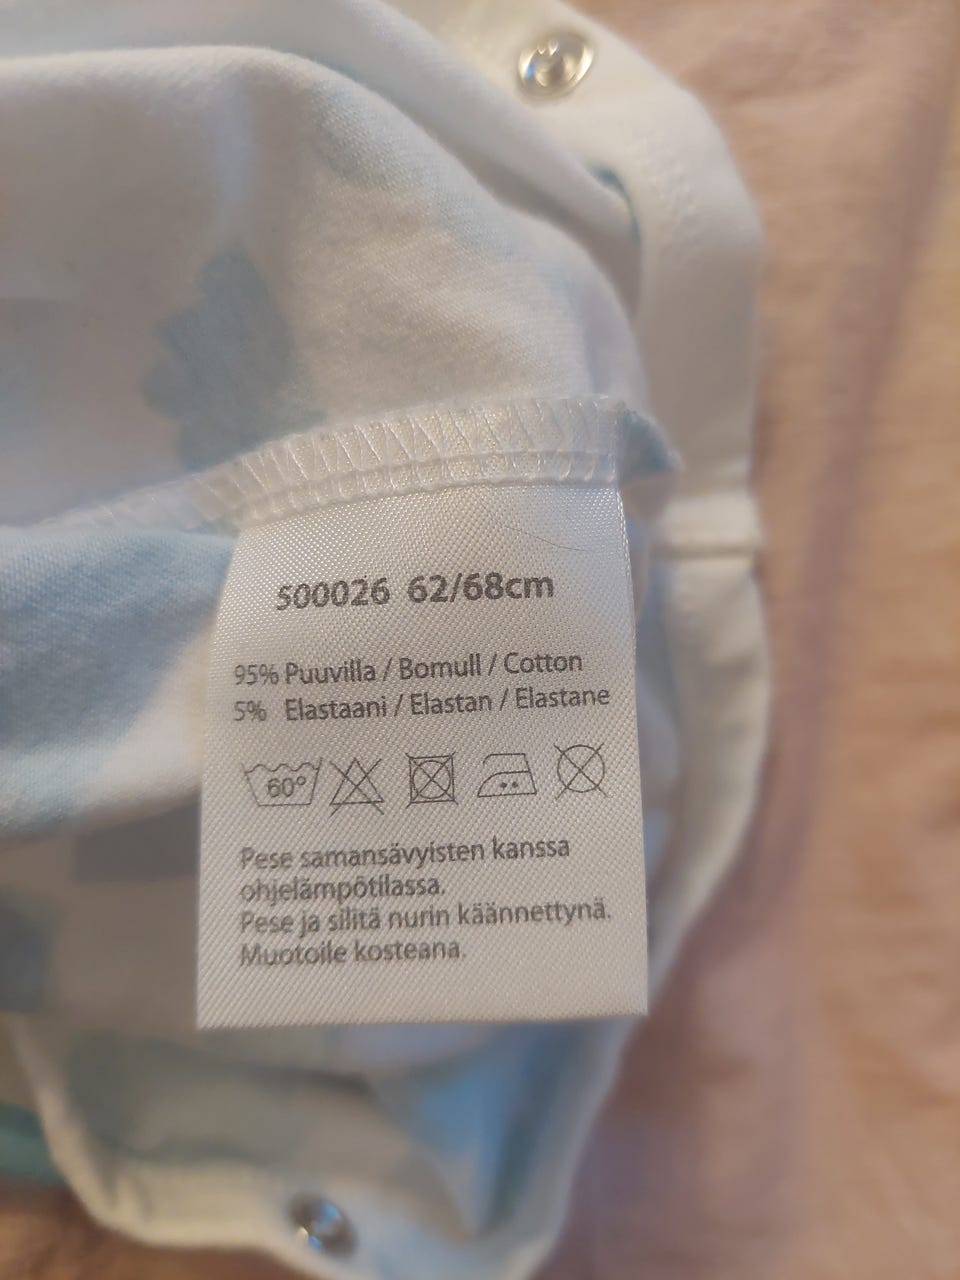 S00026 62/68cm
95% Puuvilla / Bomull / Cotton
5% Elastaani / Elastan / Elastane
60°
Pese samansävyisten kanssa
ohjelämpötilassa.
Pese ja silitä nurin käännettynä.
Muotoile kosteana.